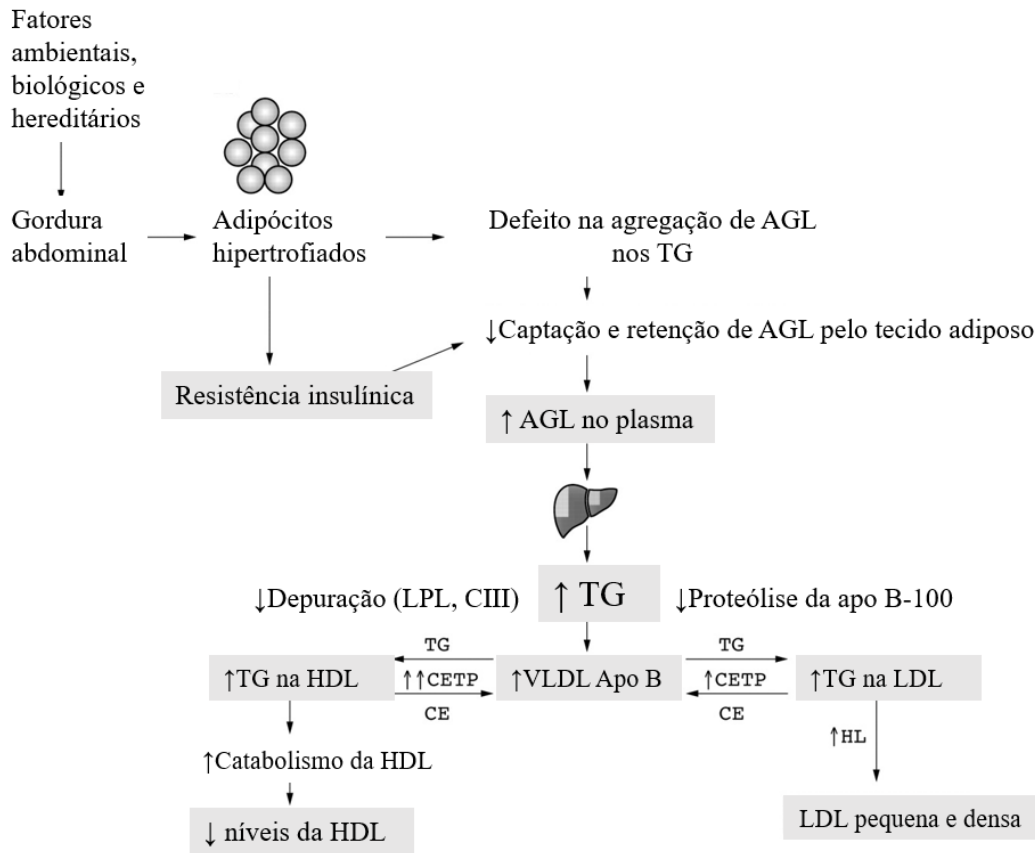 Fatores
ambientais,
biológicos e
hereditários
Gordura
abdominal
Adipócitos
hipertrofiados
Defeito na agregação de AGL
nos TG
↓Captação e retenção de AGL pelo tecido adiposo
Resistência insulínica
↑ AGL no plasma
↓Depuração (LPL, CIII)
↑ TG
↓Proteólise da apo B-100
↑TG na HDL
TG
↑↑CETP
CE
↑VLDL Apo B
TG
↑CETP
CE
↑TG na LDL
↑HL
↑Catabolismo da HDL
↓ níveis da HDL
LDL pequena e densa